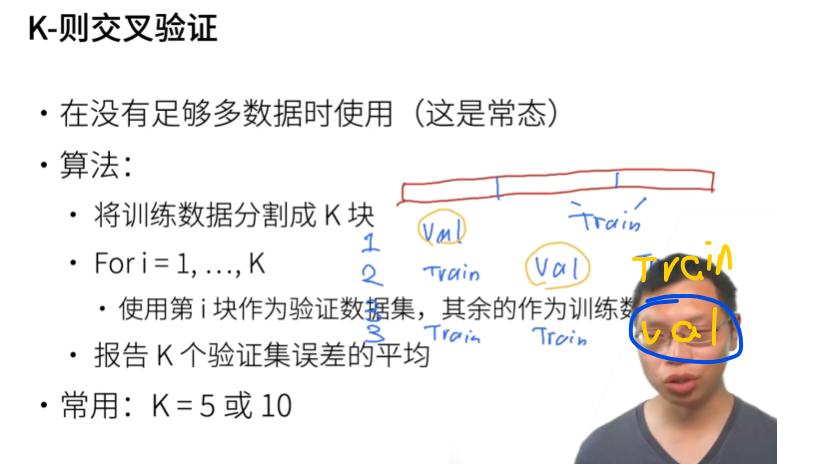 K-则交叉验证
• 在没有足够多数据时使用（这是常态）
• 算法：
• 将训练数据分割成 K 块
Train
1 Val
• For i = 1, …, K
2 Train Val Train
• 使用第 i 块作为验证数据集，其余的作为训练数
3 Train Train Val
• 报告 K 个验证集误差的平均
• 常用：K = 5 或 10